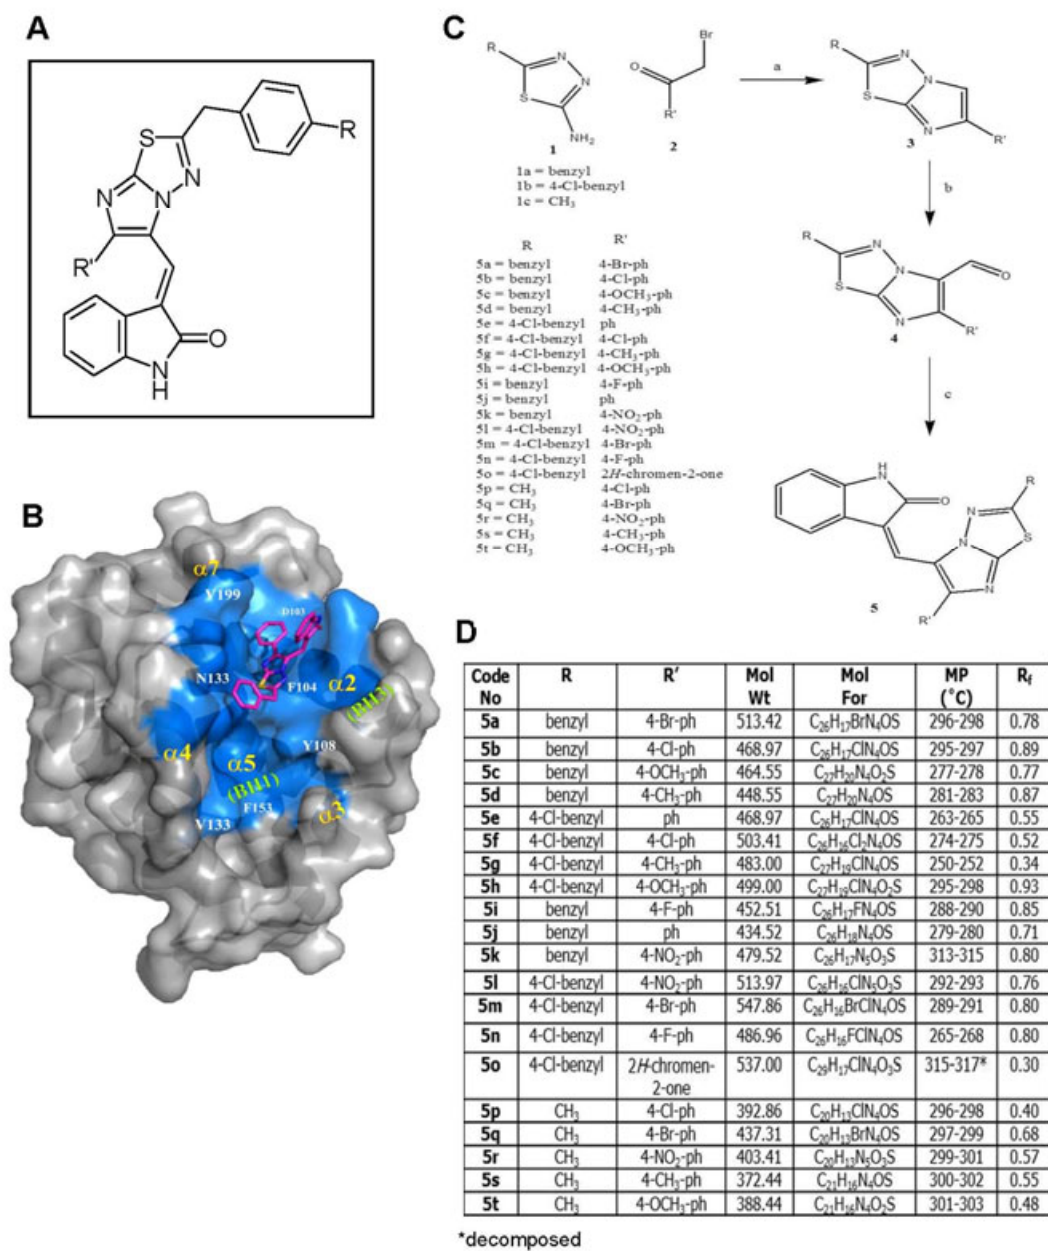 A
S
N
N
N
R
R'
O
N
H
B
α7
Y199
D103
N133
F104
α2
(BH3)
α4
α5
(BH1)
Y108
F153
V133
α3
C
R
N
N
S
NH₂
1
1a = benzyl
1b = 4-Cl-benzyl
1c = CH₃
Br
O
R'
2
a
R
N
N
S
N
R'
3
b
R
N
N
S
N
O
R'
4
c
NH
O
R
N
N
S
N
R'
5
R R'
5a = benzyl 4-Br-ph
5b = benzyl 4-Cl-ph
5c = benzyl 4-OCH₃-ph
5d = benzyl 4-CH₃-ph
5e = 4-Cl-benzyl ph
5f = 4-Cl-benzyl 4-Cl-ph
5g = 4-Cl-benzyl 4-CH₃-ph
5h = 4-Cl-benzyl 4-OCH₃-ph
5i = benzyl 4-F-ph
5j = benzyl ph
5k = benzyl 4-NO₂-ph
5l = 4-Cl-benzyl 4-NO₂-ph
5m = 4-Cl-benzyl 4-Br-ph
5n = 4-Cl-benzyl 4-F-ph
5o = 4-Cl-benzyl 2H-chromen-2-one
5p = CH₃ 4-Cl-ph
5q = CH₃ 4-Br-ph
5r = CH₃ 4-NO₂-ph
5s = CH₃ 4-CH₃-ph
5t = CH₃ 4-OCH₃-ph
D
Code No R R′ Mol Wt Mol For MP (˚C) Rf
5a benzyl 4-Br-ph 513.42 C₂₆H₁₇BrN₄OS 296-298 0.78
5b benzyl 4-Cl-ph 468.97 C₂₆H₁₇ClN₄OS 295-297 0.89
5c benzyl 4-OCH₃-ph 464.55 C₂₇H₂₀N₄O₂S 277-278 0.77
5d benzyl 4-CH₃-ph 448.55 C₂₇H₂₀N₄OS 281-283 0.87
5e 4-Cl-benzyl ph 468.97 C₂₆H₁₇ClN₄OS 263-265 0.55
5f 4-Cl-benzyl 4-Cl-ph 503.41 C₂₆H₁₆Cl₂N₄OS 274-275 0.52
5g 4-Cl-benzyl 4-CH₃-ph 483.00 C₂₇H₁₉ClN₄OS 250-252 0.34
5h 4-Cl-benzyl 4-OCH₃-ph 499.00 C₂₇H₁₉ClN₄O₂S 295-298 0.93
5i benzyl 4-F-ph 452.51 C₂₆H₁₇FN₄OS 288-290 0.85
5j benzyl ph 434.52 C₂₆H₁₈N₄OS 279-280 0.71
5k benzyl 4-NO₂-ph 479.52 C₂₆H₁₇N₅O₃S 313-315 0.80
5l 4-Cl-benzyl 4-NO₂-ph 513.97 C₂₆H₁₆ClN₅O₃S 292-293 0.76
5m 4-Cl-benzyl 4-Br-ph 547.86 C₂₆H₁₆BrClN₄OS 289-291 0.80
5n 4-Cl-benzyl 4-F-ph 486.96 C₂₆H₁₆FClN₄OS 265-268 0.80
5o 4-Cl-benzyl 2H-chromen-2-one 537.00 C₂₉H₁₇ClN₄O₃S 315-317* 0.30
5p CH₃ 4-Cl-ph 392.86 C₂₀H₁₃ClN₄OS 296-298 0.40
5q CH₃ 4-Br-ph 437.31 C₂₀H₁₃BrN₄OS 297-299 0.68
5r CH₃ 4-NO₂-ph 403.41 C₂₀H₁₃N₅O₃S 299-301 0.57
5s CH₃ 4-CH₃-ph 372.44 C₂₁H₁₆N₄OS 300-302 0.55
5t CH₃ 4-OCH₃-ph 388.44 C₂₁H₁₆N₄O₂S 301-303 0.48
*decomposed